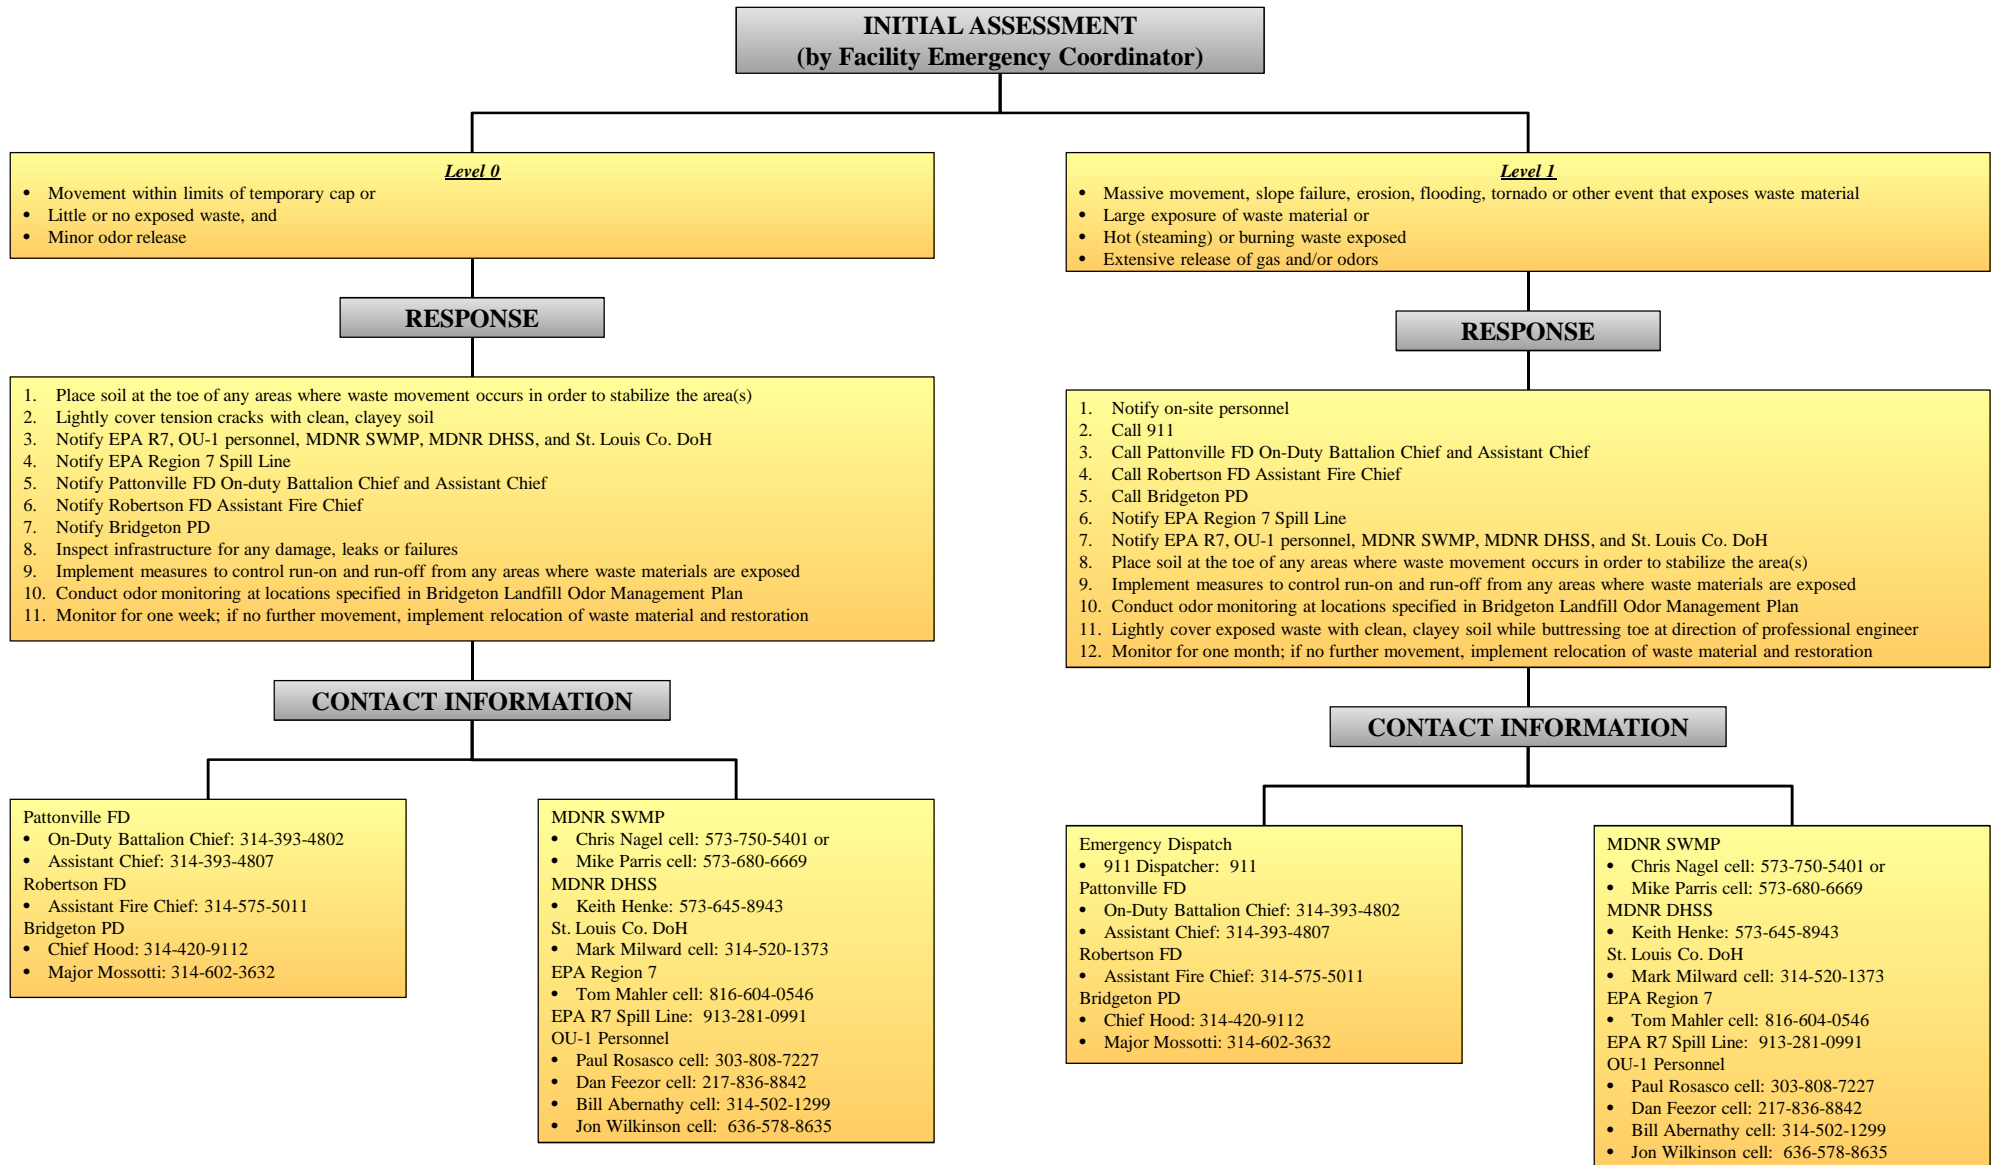 INITIAL ASSESSMENT
(by Facility Emergency Coordinator)
Level 0
• Movement within limits of temporary cap or
• Little or no exposed waste, and
• Minor odor release
RESPONSE
1. Place soil at the toe of any areas where waste movement occurs in order to stabilize the area(s)
2. Lightly cover tension cracks with clean, clayey soil
3. Notify EPA R7, OU-1 personnel, MDNR SWMP, MDNR DHSS, and St. Louis Co. DoH
4. Notify EPA Region 7 Spill Line
5. Notify Pattonville FD On-duty Battalion Chief and Assistant Chief
6. Notify Robertson FD Assistant Fire Chief
7. Notify Bridgeton PD
8. Inspect infrastructure for any damage, leaks or failures
9. Implement measures to control run-on and run-off from any areas where waste materials are exposed
10. Conduct odor monitoring at locations specified in Bridgeton Landfill Odor Management Plan
11. Monitor for one week; if no further movement, implement relocation of waste material and restoration
CONTACT INFORMATION
Pattonville FD
• On-Duty Battalion Chief: 314-393-4802
• Assistant Chief: 314-393-4807
Robertson FD
• Assistant Fire Chief: 314-575-5011
Bridgeton PD
• Chief Hood: 314-420-9112
• Major Mossotti: 314-602-3632
MDNR SWMP
• Chris Nagel cell: 573-750-5401 or
• Mike Parris cell: 573-680-6669
MDNR DHSS
• Keith Henke: 573-645-8943
St. Louis Co. DoH
• Mark Milward cell: 314-520-1373
EPA Region 7
• Tom Mahler cell: 816-604-0546
EPA R7 Spill Line: 913-281-0991
OU-1 Personnel
• Paul Rosasco cell: 303-808-7227
• Dan Feezor cell: 217-836-8842
• Bill Abernathy cell: 314-502-1299
• Jon Wilkinson cell: 636-578-8635
Level 1
• Massive movement, slope failure, erosion, flooding, tornado or other event that exposes waste material
• Large exposure of waste material or
• Hot (steaming) or burning waste exposed
• Extensive release of gas and/or odors
RESPONSE
1. Notify on-site personnel
2. Call 911
3. Call Pattonville FD On-Duty Battalion Chief and Assistant Chief
4. Call Robertson FD Assistant Fire Chief
5. Call Bridgeton PD
6. Notify EPA Region 7 Spill Line
7. Notify EPA R7, OU-1 personnel, MDNR SWMP, MDNR DHSS, and St. Louis Co. DoH
8. Place soil at the toe of any areas where waste movement occurs in order to stabilize the area(s)
9. Implement measures to control run-on and run-off from any areas where waste materials are exposed
10. Conduct odor monitoring at locations specified in Bridgeton Landfill Odor Management Plan
11. Lightly cover exposed waste with clean, clayey soil while buttressing toe at direction of professional engineer
12. Monitor for one month; if no further movement, implement relocation of waste material and restoration
CONTACT INFORMATION
Emergency Dispatch
• 911 Dispatcher: 911
Pattonville FD
• On-Duty Battalion Chief: 314-393-4802
• Assistant Chief: 314-393-4807
Robertson FD
• Assistant Fire Chief: 314-575-5011
Bridgeton PD
• Chief Hood: 314-420-9112
• Major Mossotti: 314-602-3632
MDNR SWMP
• Chris Nagel cell: 573-750-5401 or
• Mike Parris cell: 573-680-6669
MDNR DHSS
• Keith Henke: 573-645-8943
St. Louis Co. DoH
• Mark Milward cell: 314-520-1373
EPA Region 7
• Tom Mahler cell: 816-604-0546
EPA R7 Spill Line: 913-281-0991
OU-1 Personnel
• Paul Rosasco cell: 303-808-7227
• Dan Feezor cell: 217-836-8842
• Bill Abernathy cell: 314-502-1299
• Jon Wilkinson cell: 636-578-8635